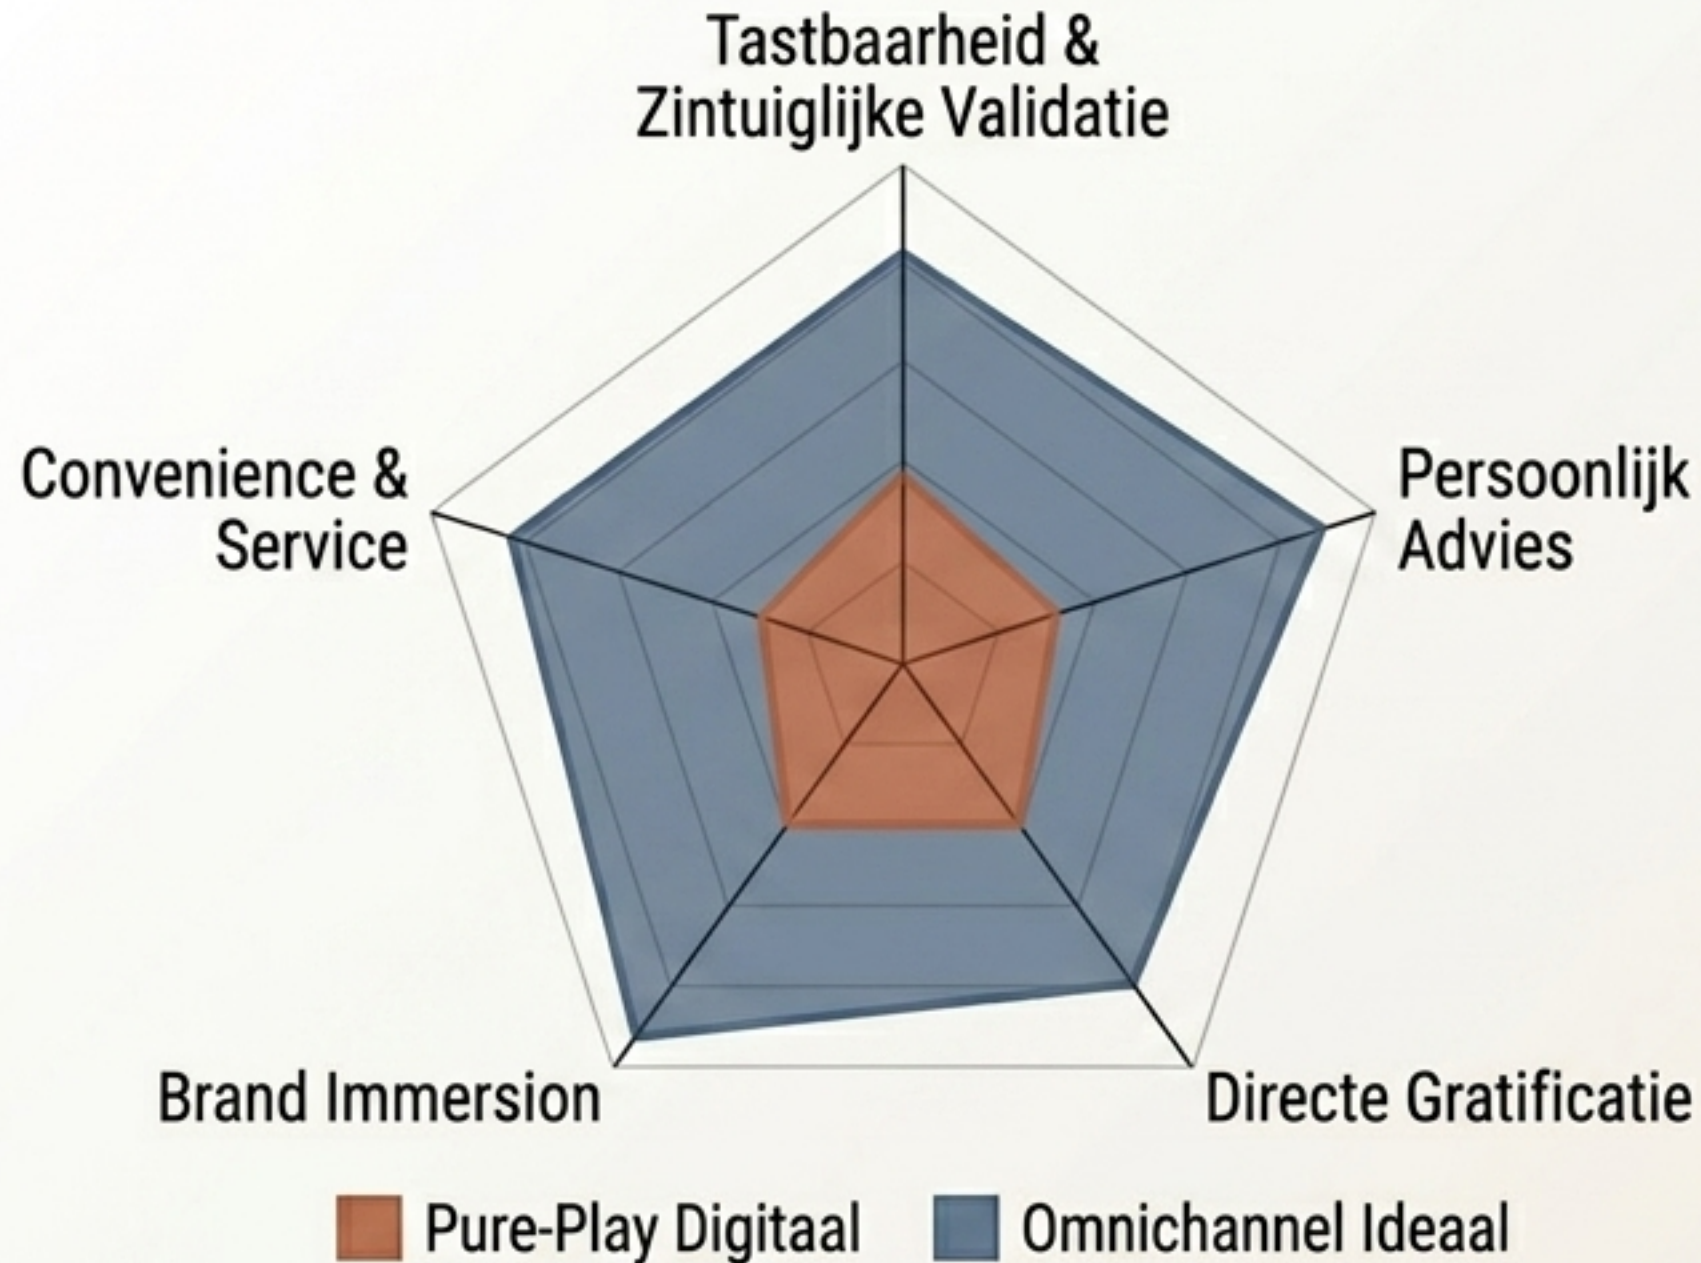 Tastbaarheid &
Zintuiglijke Validatie
Convenience &
Service
Persoonlijk
Advies
Brand Immersion
Directe Gratificatie
Pure-Play Digitaal
Omnichannel Ideaal